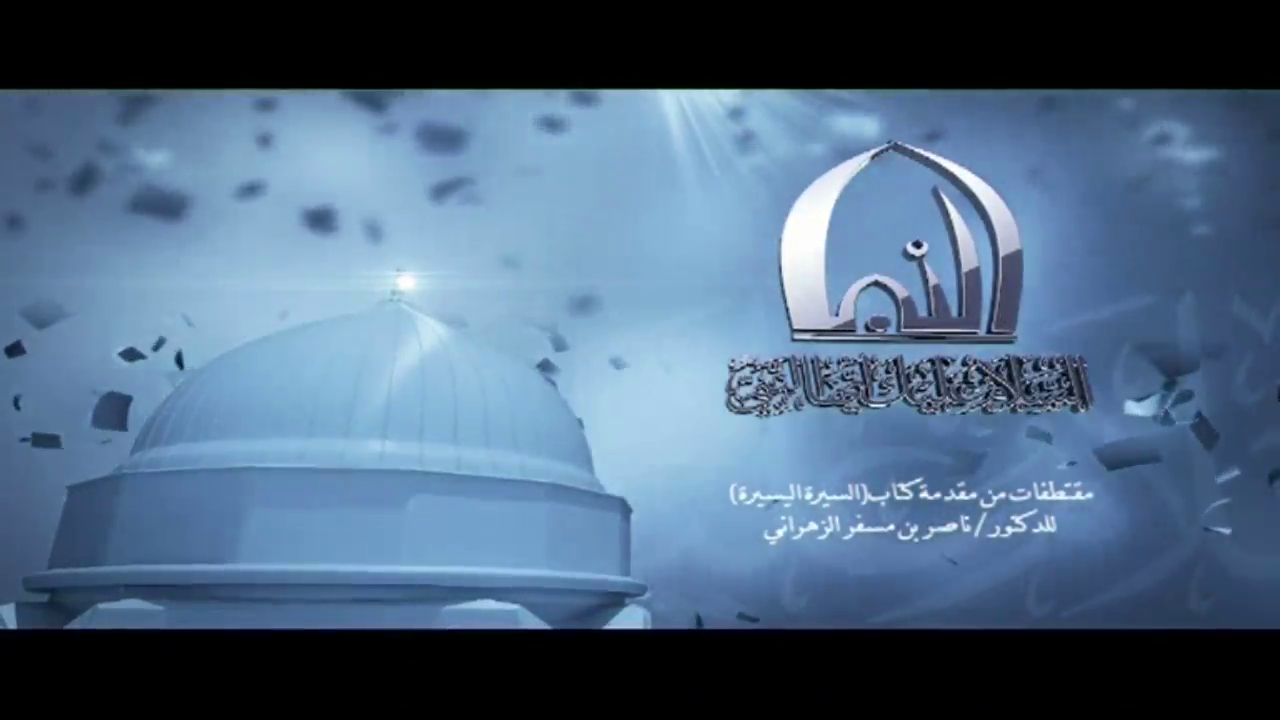 السلام عليك أيها النبي
مقتطفات من مقدمة كتاب(السيرة اليسيرة)
للدكتور/ناصر بن مسفر الزهراني